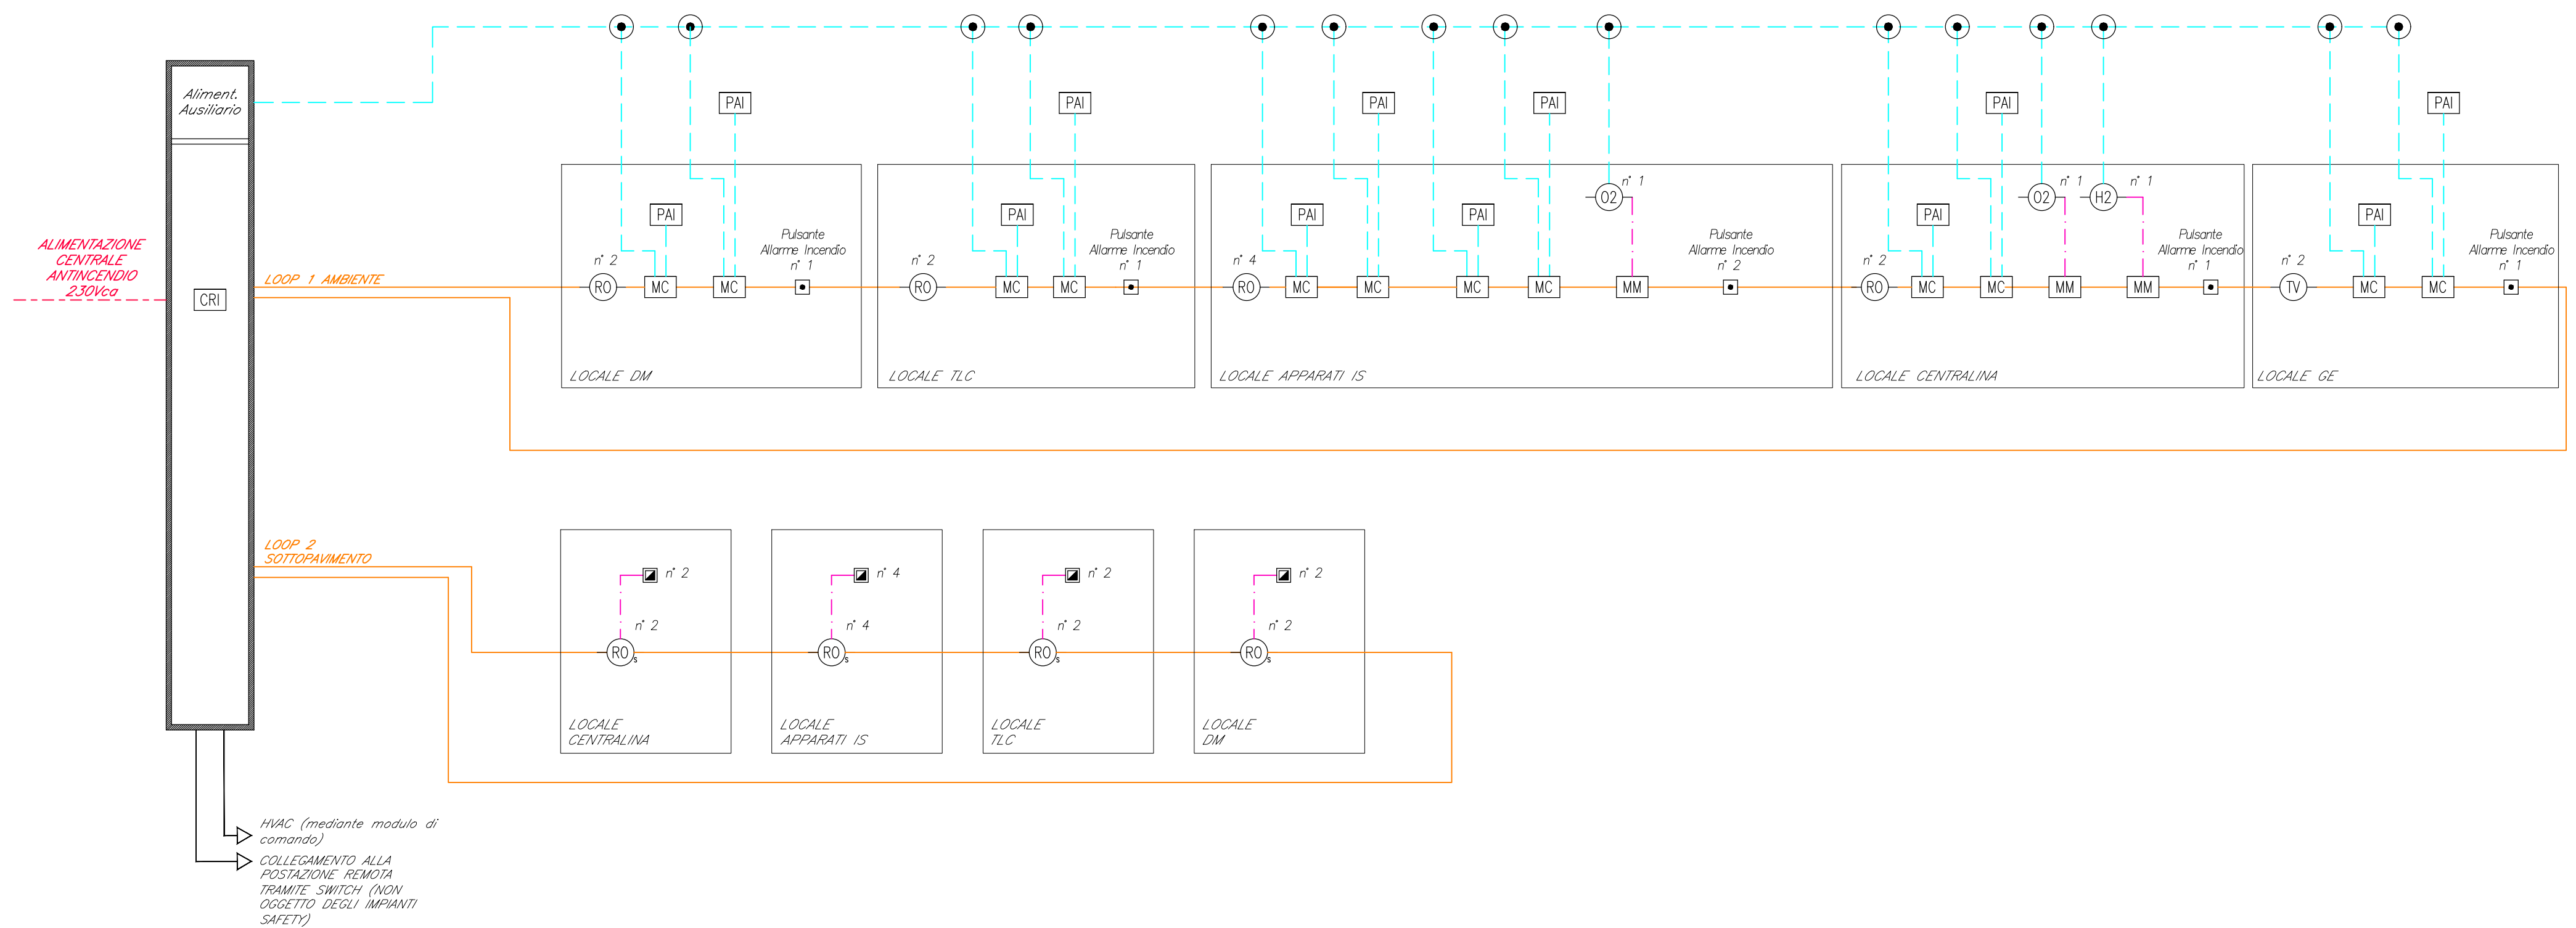 Aliment.
Ausiliario
PAI
PAI
PAI
PAI
PAI
PAI
ALIMENTAZIONE
CENTRALE
ANTINCENDIO
230Vca
CRI
LOOP 1 AMBIENTE
n° 2
RO
PAI
MC
MC
Pulsante
Allarme Incendio
n° 1
LOCALE DM
n° 2
RO
PAI
MC
MC
Pulsante
Allarme Incendio
n° 1
LOCALE TLC
n° 4
RO
PAI
MC
MC
PAI
MC
MC
O2
n° 1
MM
Pulsante
Allarme Incendio
n° 2
LOCALE APPARATI IS
n° 2
RO
PAI
MC
MC
O2
n° 1
H2
n° 1
MM
MM
Pulsante
Allarme Incendio
n° 1
LOCALE CENTRALINA
n° 2
TV
PAI
MC
MC
Pulsante
Allarme Incendio
n° 1
LOCALE GE
LOOP 2
SOTTOPAVIMENTO
n° 2
n° 2
ROs
LOCALE
CENTRALINA
n° 4
n° 4
ROs
LOCALE
APPARATI IS
n° 2
n° 2
ROs
LOCALE
TLC
n° 2
n° 2
ROs
LOCALE
DM
HVAC (mediante modulo di
comando)
COLLEGAMENTO ALLA
POSTAZIONE REMOTA
TRAMITE SWITCH (NON
OGGETTO DEGLI IMPIANTI
SAFETY)